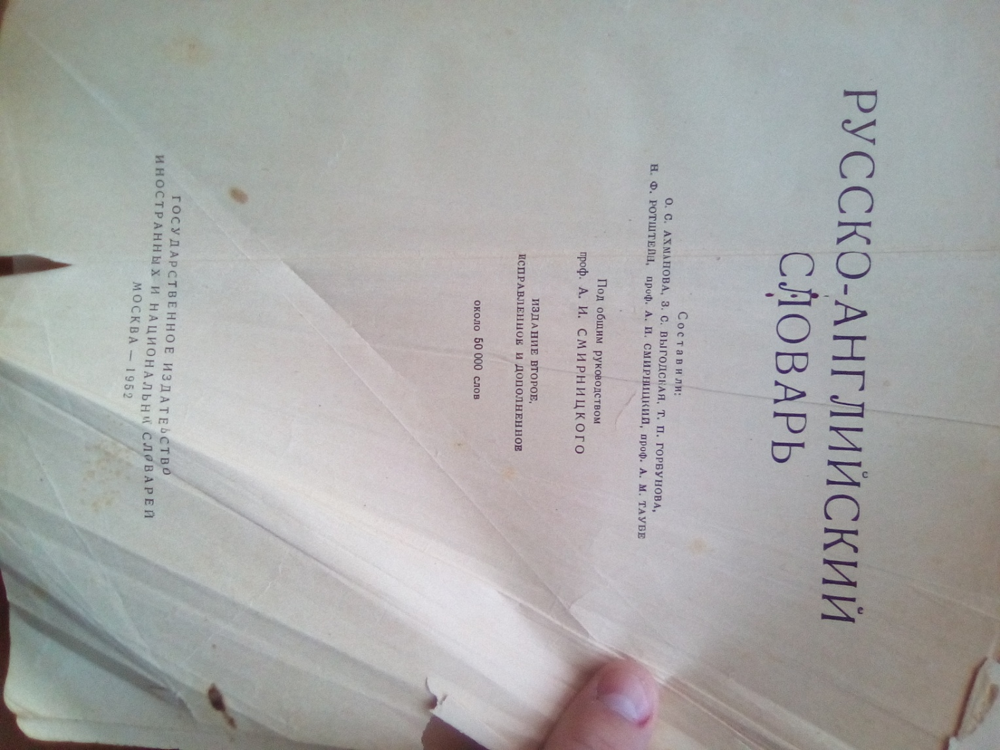 РУССКО-АНГЛИЙСКИЙ
СЛОВАРЬ
Составили:
О. С. АХМАНОВА, З. С. ВЫГОДСКАЯ, Т. П. ГОРБУНОВА,
Н. Ф. РОТШТЕЙН, проф. А. И. СМИРНИЦКИЙ, проф. А. М. ТАУБЕ
Под общим руководством
проф. А. И. СМИРНИЦКОГО
ИЗДАНИЕ ВТОРОЕ,
ИСПРАВЛЕННОЕ И ДОПОЛНЕННОЕ
около 50 000 слов
ГОСУДАРСТВЕННОЕ ИЗДАТЕЛЬСТВО
ИНОСТРАННЫХ И НАЦИОНАЛЬНЫХ СЛОВАРЕЙ
МОСКВА — 1952